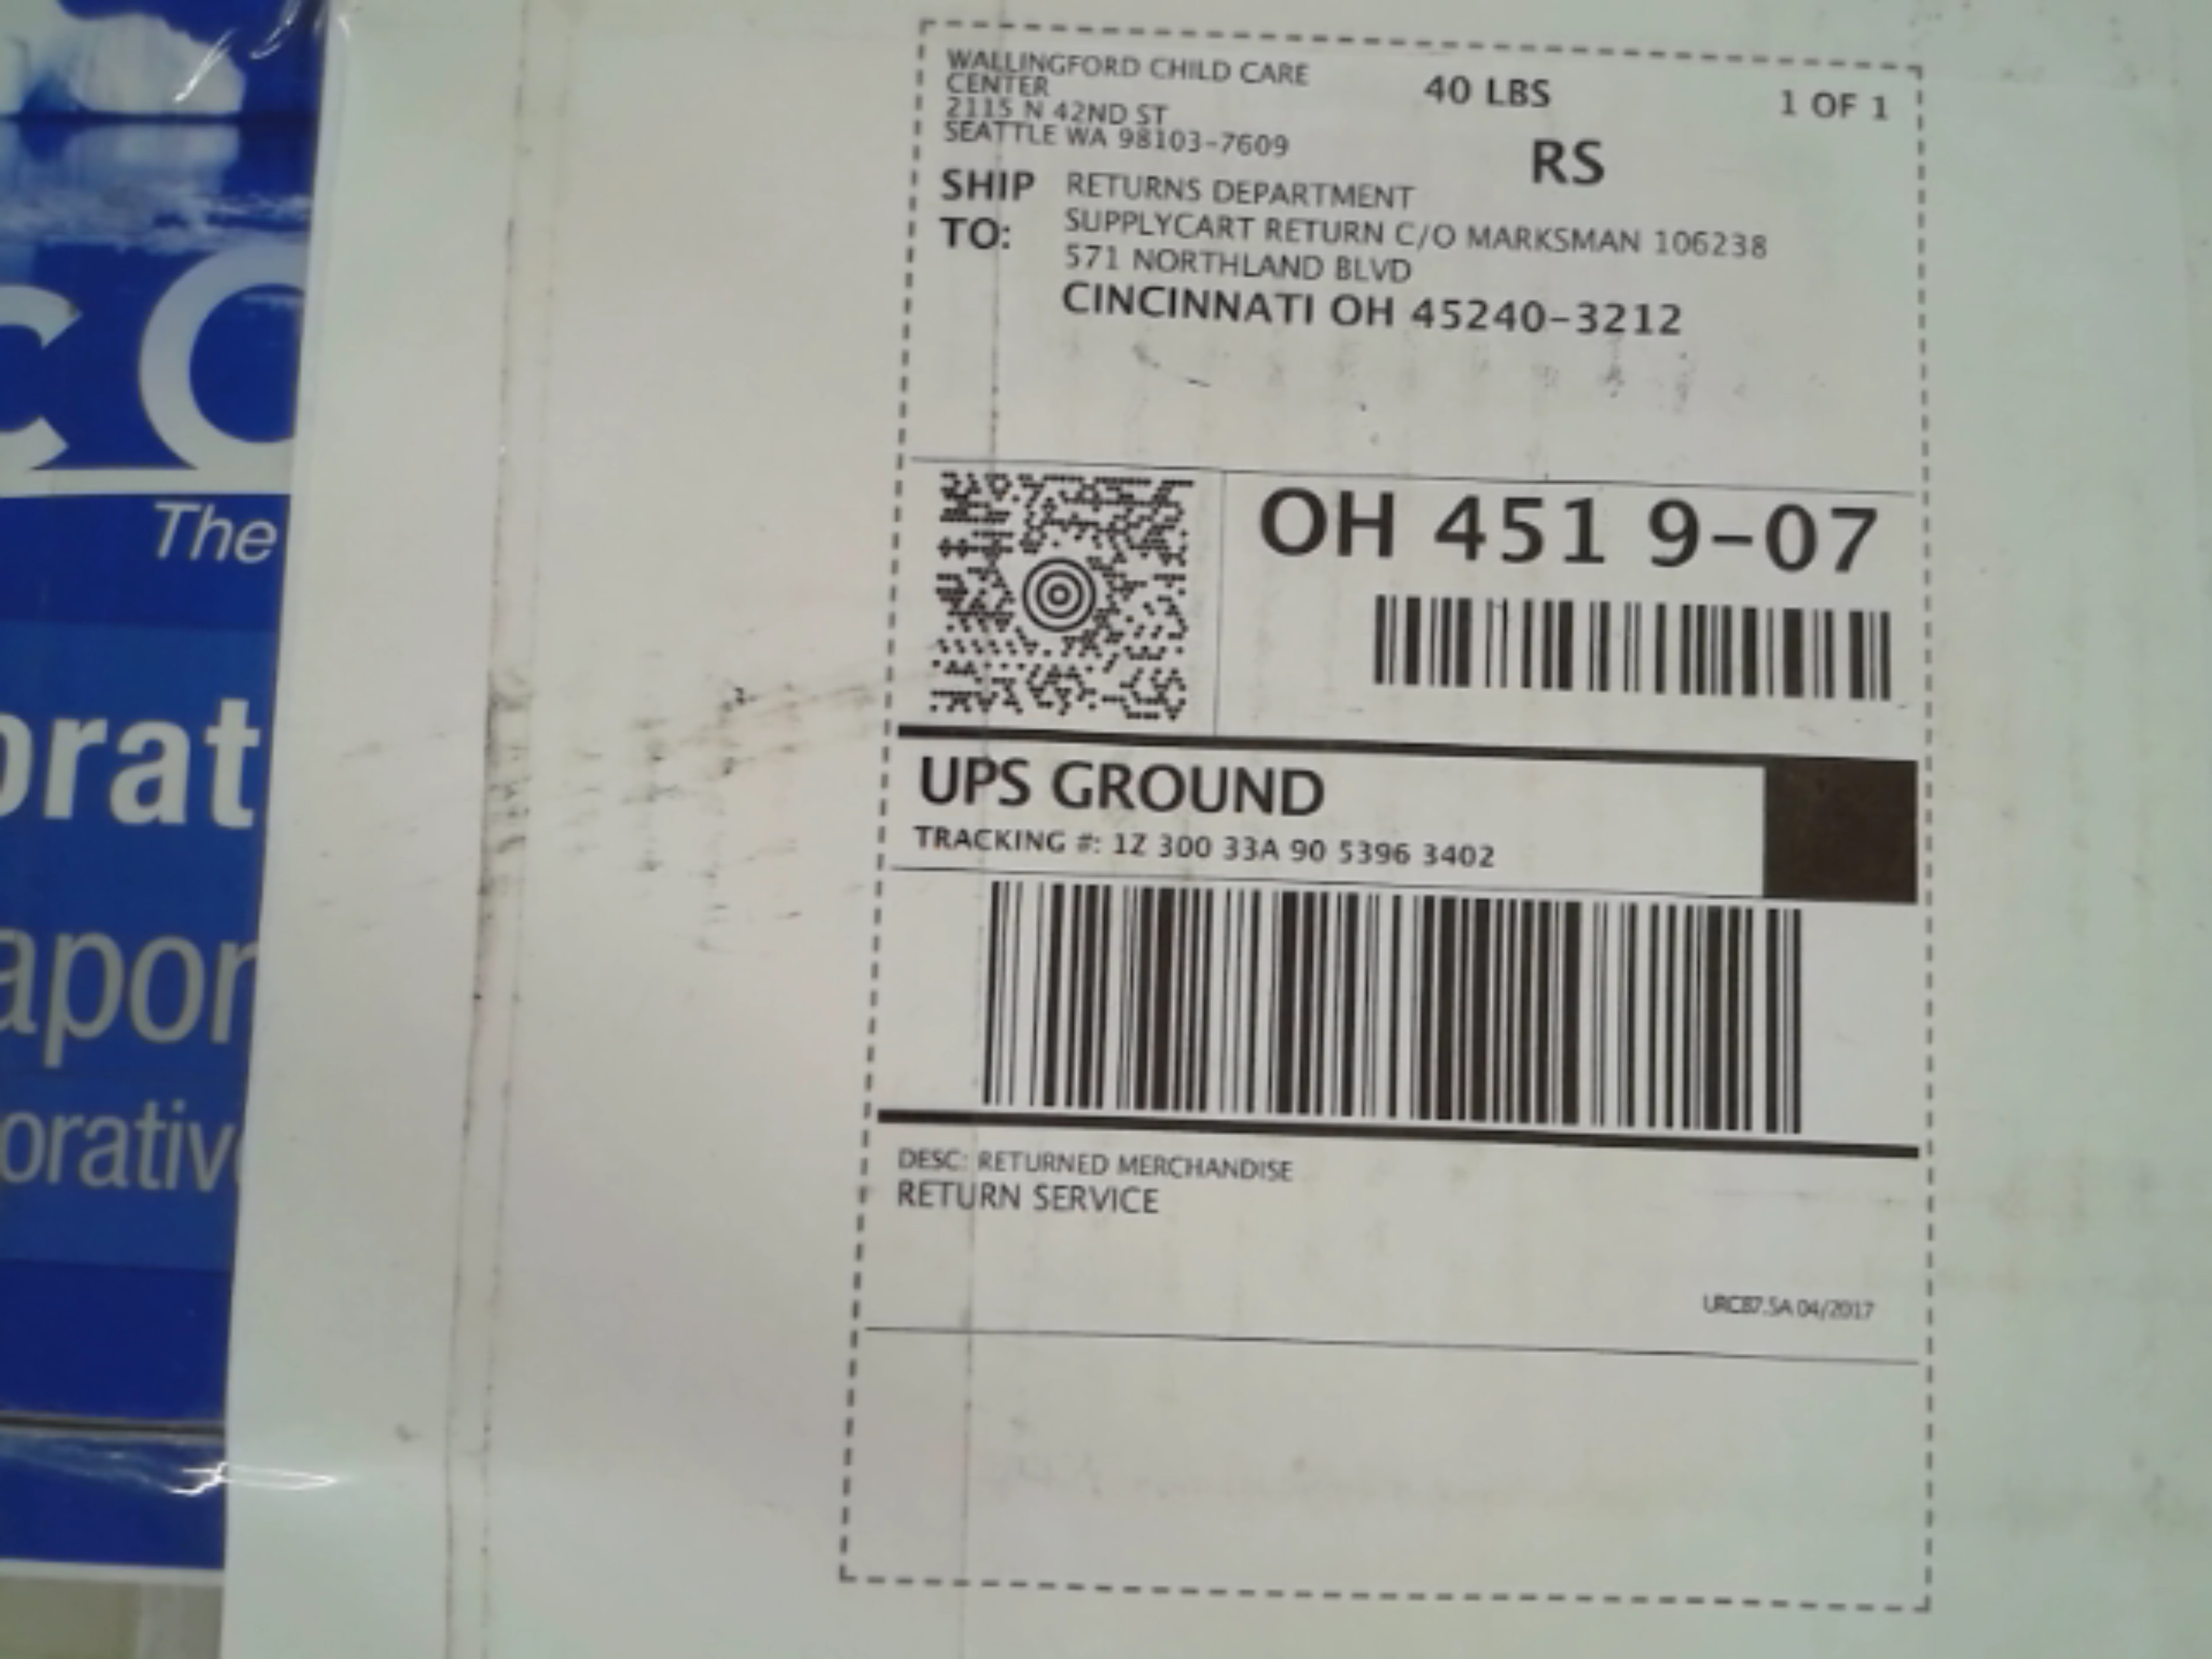 WALLINGFORD CHILD CARE
CENTER
2115 N 42ND ST
SEATTLE WA 98103-7609
40 LBS
1 OF 1
RS
SHIP TO:
RETURNS DEPARTMENT
SUPPLYCART RETURN C/O MARKSMAN 106238
571 NORTHLAND BLVD
CINCINNATI OH 45240-3212
OH 451 9-07
UPS GROUND
TRACKING #: 1Z 300 33A 90 5396 3402
DESC: RETURNED MERCHANDISE
RETURN SERVICE
URC87.5A 04/2017
The
orat
apor
orativ